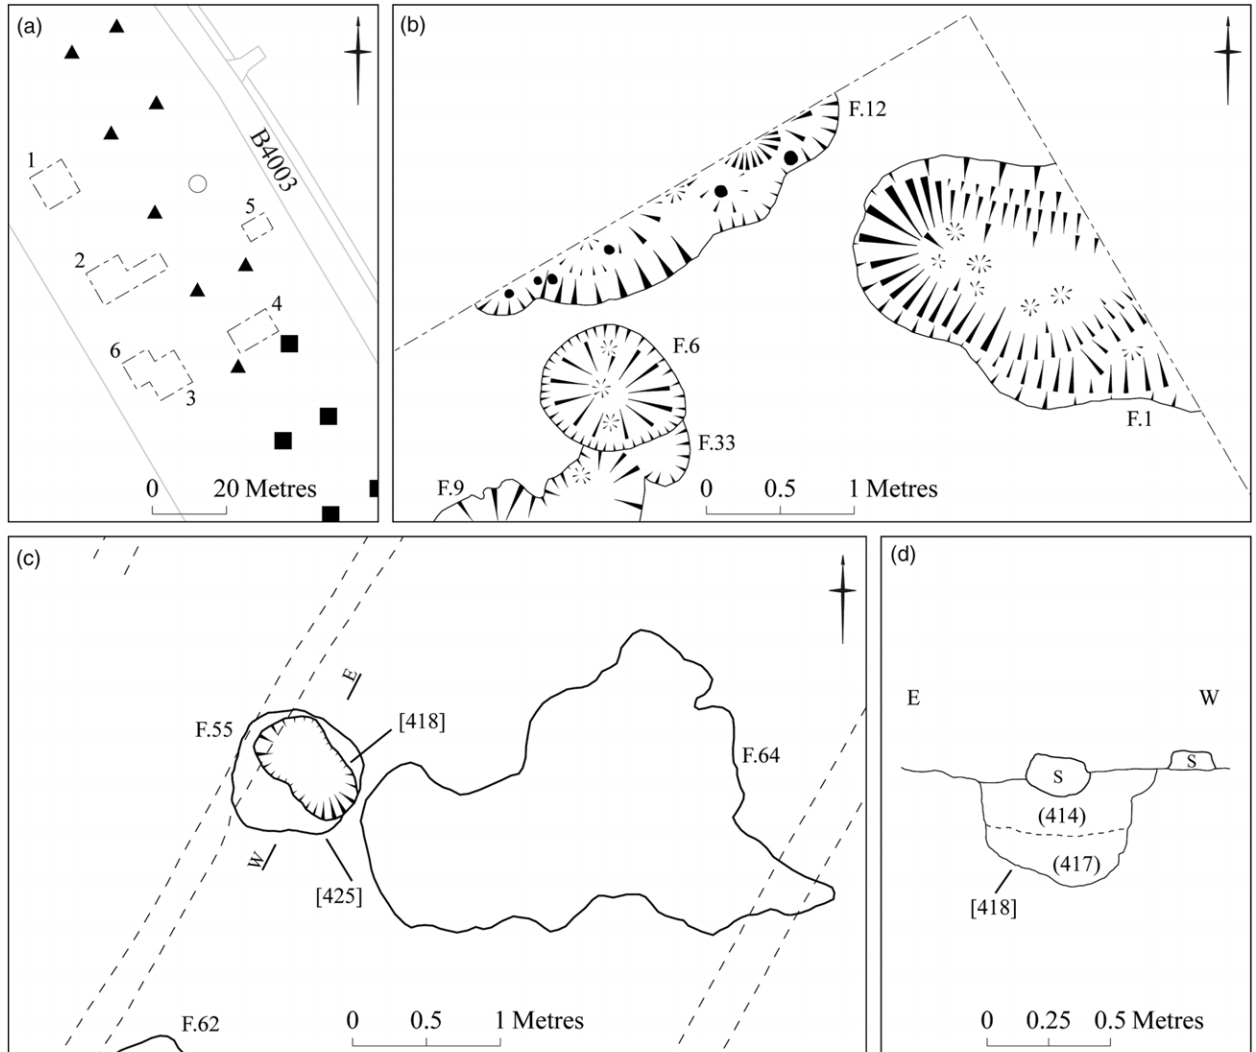 (a)
B4003
1
5
2
4
6
3
0 20 Metres
(b)
F.12
F.6
F.1
F.33
F.9
0 0.5 1 Metres
(c)
E
F.55
[418]
F.64
W
[425]
F.62
0 0.5 1 Metres
(d)
E W
S
S
(414)
(417)
[418]
0 0.25 0.5 Metres